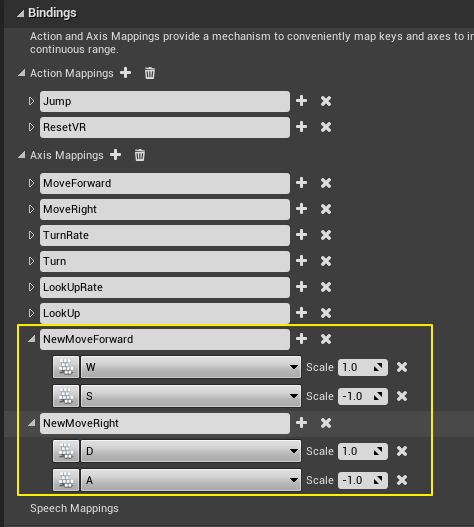 Bindings
Action and Axis Mappings provide a mechanism to conveniently map keys and axes to in
continuous range.
Action Mappings
Jump
ResetVR
Axis Mappings
MoveForward
MoveRight
TurnRate
Turn
LookUpRate
LookUp
NewMoveForward
W Scale 1.0
S Scale -1.0
NewMoveRight
D Scale 1.0
A Scale -1.0
Speech Mappings